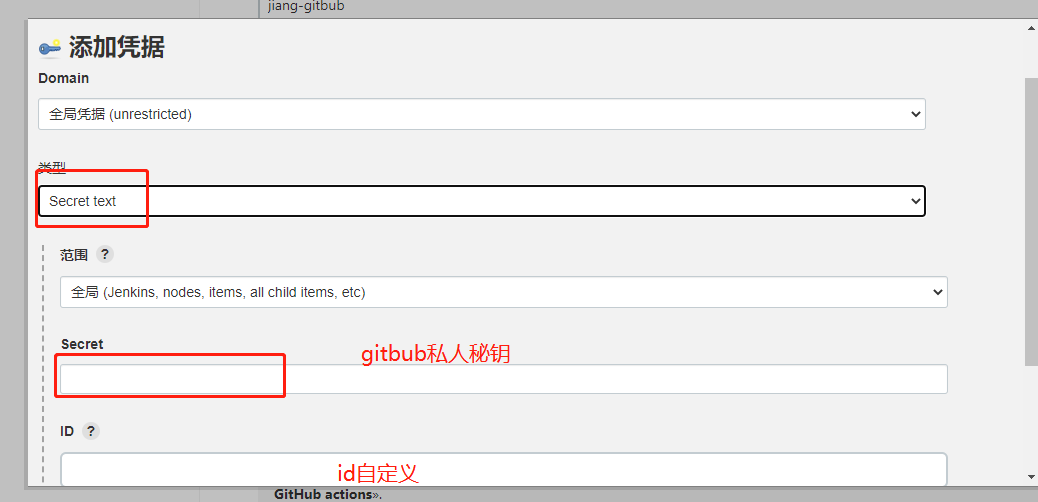 jiang-gitbub
添加凭据
Domain
全局凭据 (unrestricted)
类型
Secret text
范围 ?
全局 (Jenkins, nodes, items, all child items, etc)
Secret
gitbub私人秘钥
ID ?
id自定义
GitHub actions».